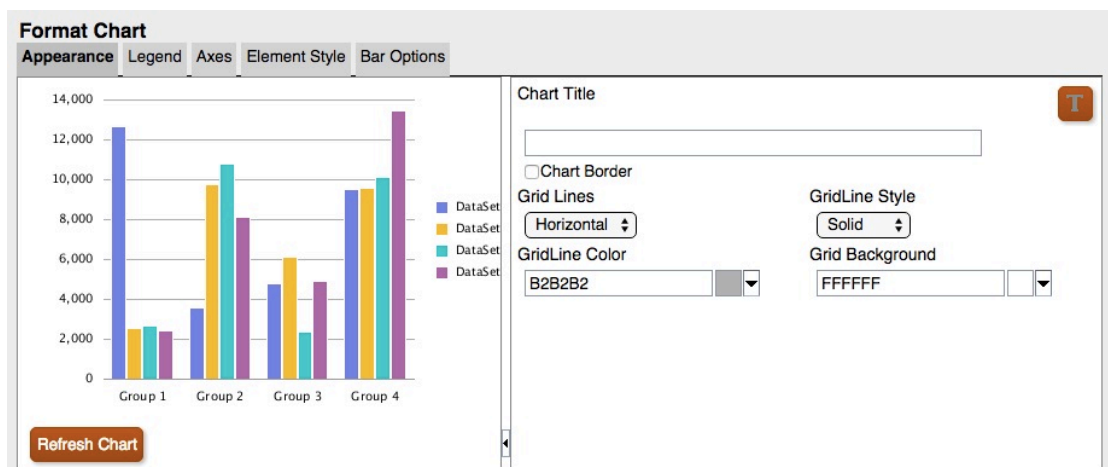 Format Chart
Appearance Legend Axes Element Style Bar Options
14,000
12,000
10,000
8,000
6,000
4,000
2,000
0
Group 1 Group 2 Group 3 Group 4
DataSet
DataSet
DataSet
DataSet
Refresh Chart
Chart Title
T
Chart Border
Grid Lines GridLine Style
Horizontal Solid
GridLine Color Grid Background
B2B2B2 FFFFFF